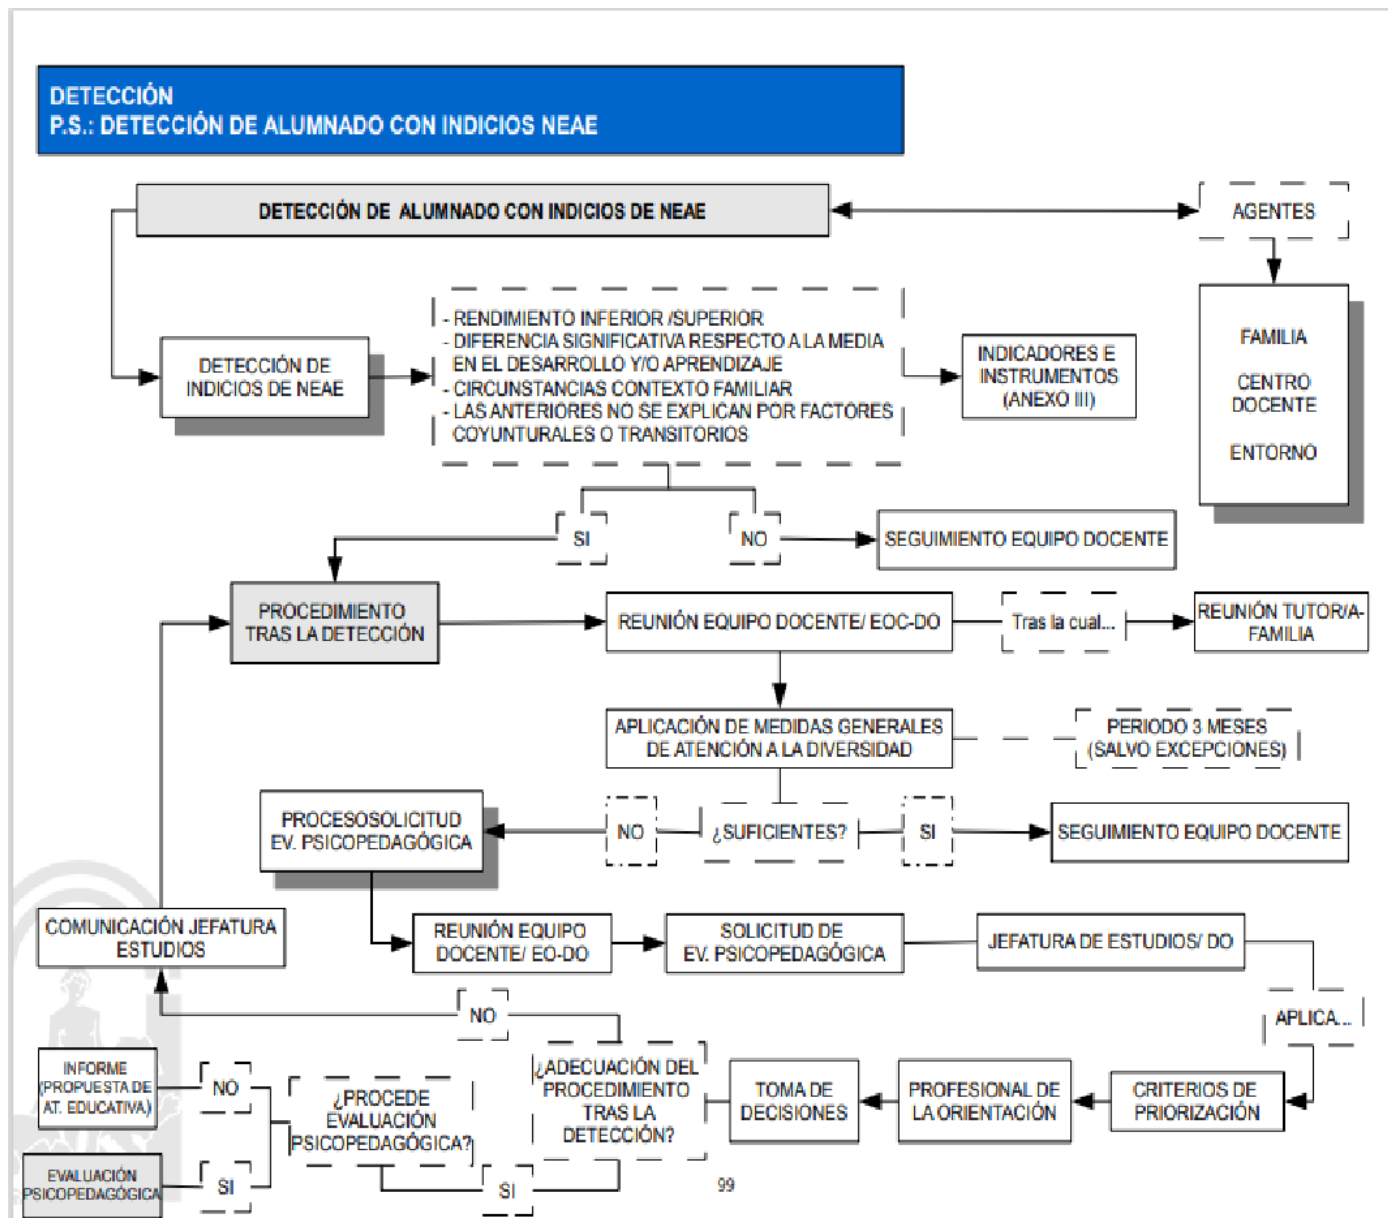 DETECCIÓN
P.S.: DETECCIÓN DE ALUMNADO CON INDICIOS NEAE
DETECCIÓN DE ALUMNADO CON INDICIOS DE NEAE
AGENTES
FAMILIA
CENTRO
DOCENTE
ENTORNO
DETECCIÓN DE
INDICIOS DE NEAE
- RENDIMIENTO INFERIOR /SUPERIOR
- DIFERENCIA SIGNIFICATIVA RESPECTO A LA MEDIA
EN EL DESARROLLO Y/O APRENDIZAJE
- CIRCUNSTANCIAS CONTEXTO FAMILIAR
- LAS ANTERIORES NO SE EXPLICAN POR FACTORES
COYUNTURALES O TRANSITORIOS
INDICADORES E
INSTRUMENTOS
(ANEXO III)
SI
NO
SEGUIMIENTO EQUIPO DOCENTE
PROCEDIMIENTO
TRAS LA DETECCIÓN
REUNIÓN EQUIPO DOCENTE/ EOC-DO
Tras la cual...
REUNIÓN TUTOR/A-
FAMILIA
APLICACIÓN DE MEDIDAS GENERALES
DE ATENCIÓN A LA DIVERSIDAD
PERIODO 3 MESES
(SALVO EXCEPCIONES)
PROCESOSOLICITUD
EV. PSICOPEDAGÓGICA
NO
¿SUFICIENTES?
SI
SEGUIMIENTO EQUIPO DOCENTE
COMUNICACIÓN JEFATURA
ESTUDIOS
REUNIÓN EQUIPO
DOCENTE/ EO-DO
SOLICITUD DE
EV. PSICOPEDAGÓGICA
JEFATURA DE ESTUDIOS/ DO
NO
APLICA...
INFORME
(PROPUESTA DE
AT. EDUCATIVA)
NO
¿PROCEDE
EVALUACIÓN
PSICOPEDAGÓGICA?
¿ADECUACIÓN DEL
PROCEDIMIENTO
TRAS LA
DETECCIÓN?
TOMA DE
DECISIONES
PROFESIONAL DE
LA ORIENTACIÓN
CRITERIOS DE
PRIORIZACIÓN
EVALUACIÓN
PSICOPEDAGÓGICA
SI
SI
99